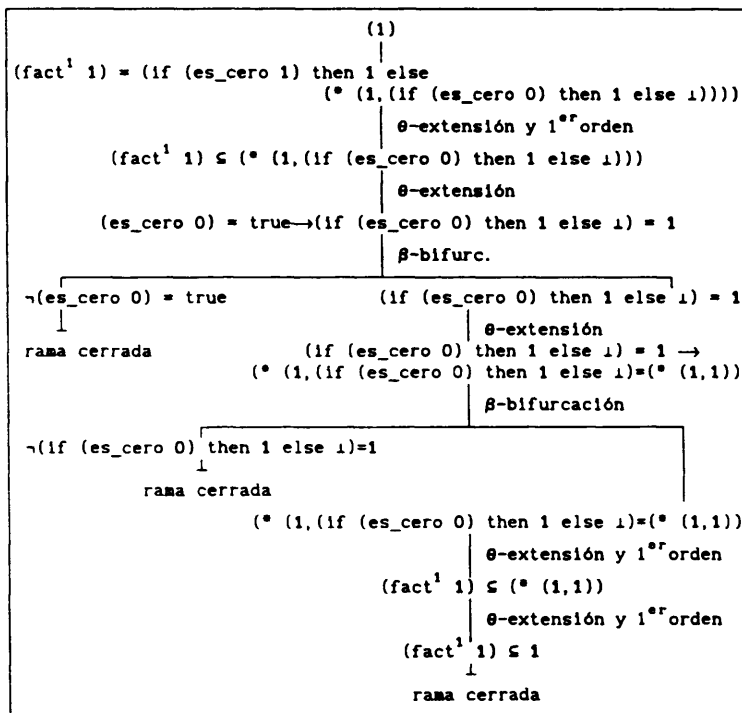 (1)
(fact¹ 1) = (if (es_cero 1) then 1 else
(* (1,(if (es_cero 0) then 1 else ⊥))))
θ-extensión y 1ᵉʳorden
(fact¹ 1) ⊆ (* (1,(if (es_cero 0) then 1 else ⊥)))
θ-extensión
(es_cero 0) = true→(if (es_cero 0) then 1 else ⊥) = 1
β-bifurc.
¬(es_cero 0) = true
(if (es_cero 0) then 1 else ⊥) = 1
⊥
rama cerrada
θ-extensión
(if (es_cero 0) then 1 else ⊥) = 1 →
(* (1,(if (es_cero 0) then 1 else ⊥)=(* (1,1))
β-bifurcación
¬(if (es_cero 0) then 1 else ⊥)=1
⊥
rama cerrada
(* (1,(if (es_cero 0) then 1 else ⊥)=(* (1,1))
θ-extensión y 1ᵉʳorden
(fact¹ 1) ⊆ (* (1,1))
θ-extensión y 1ᵉʳorden
(fact¹ 1) ⊆ 1
⊥
rama cerrada